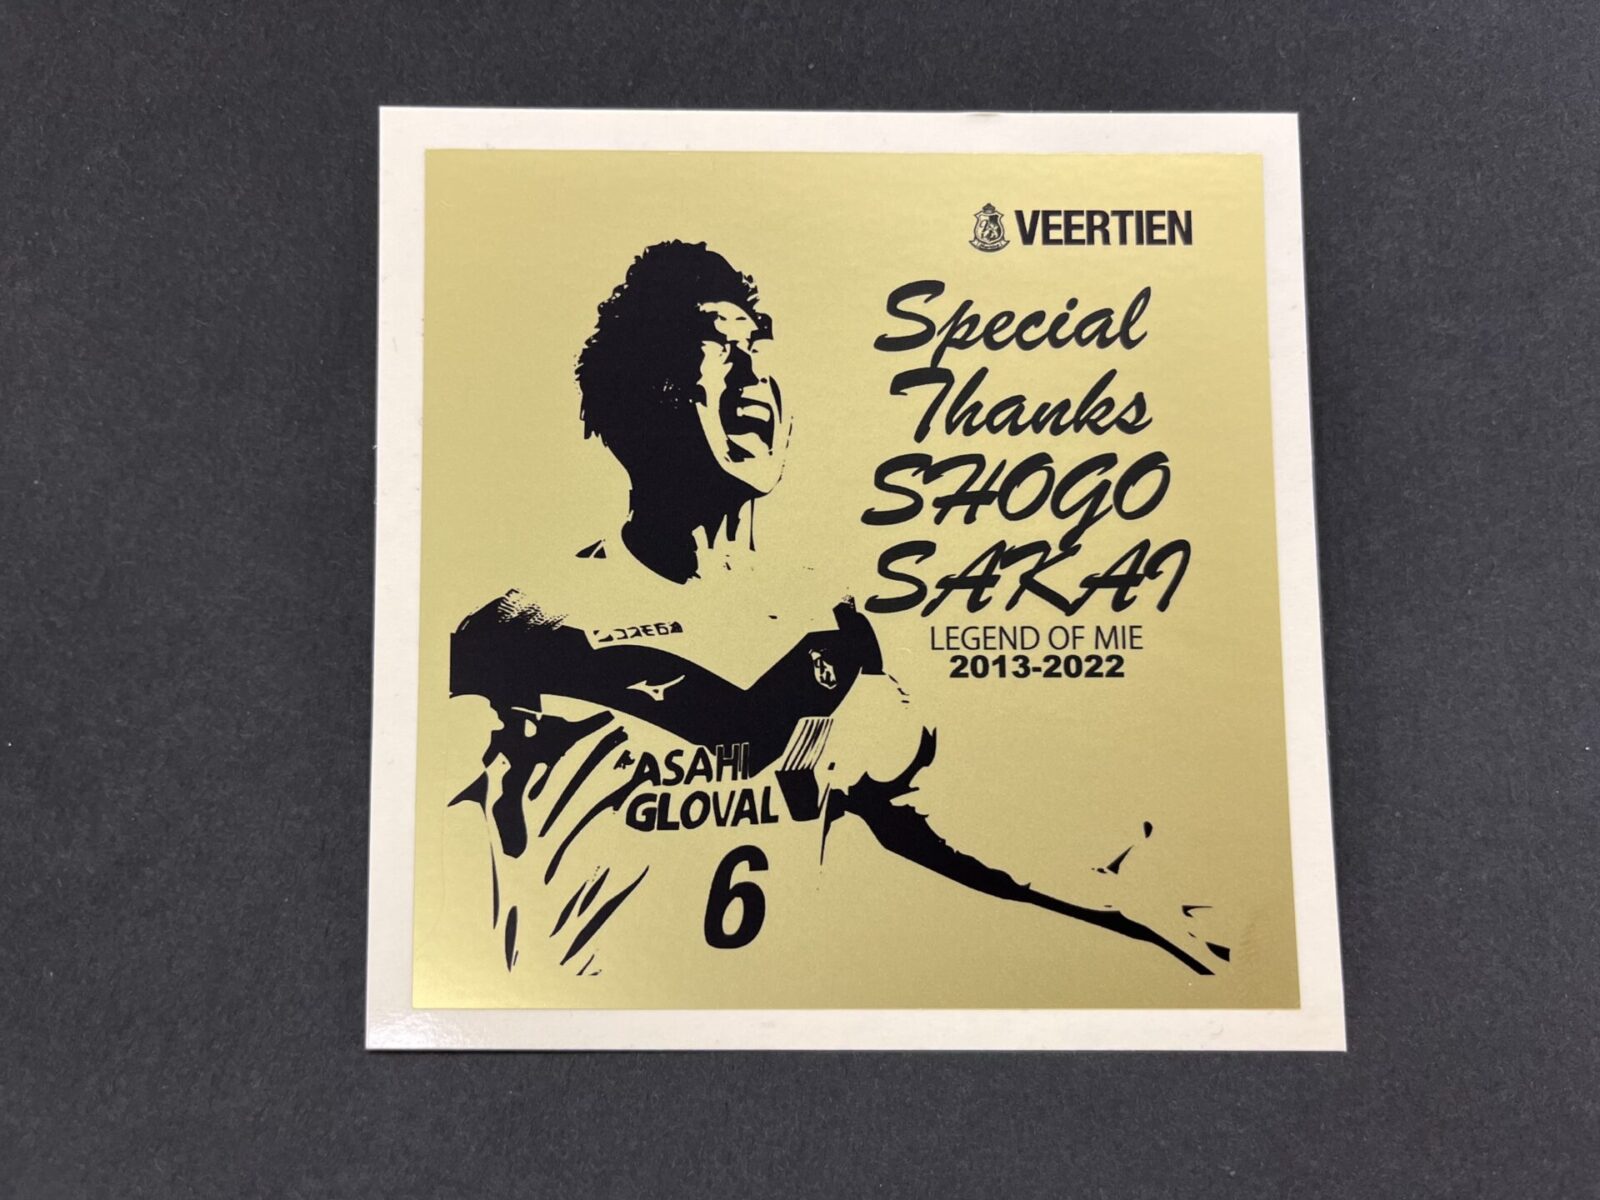 VEERTIEN
Special
Thanks
SHOGO
SAKAI
LEGEND OF MIE
2013-2022
ASAHI
GLOVAL
6